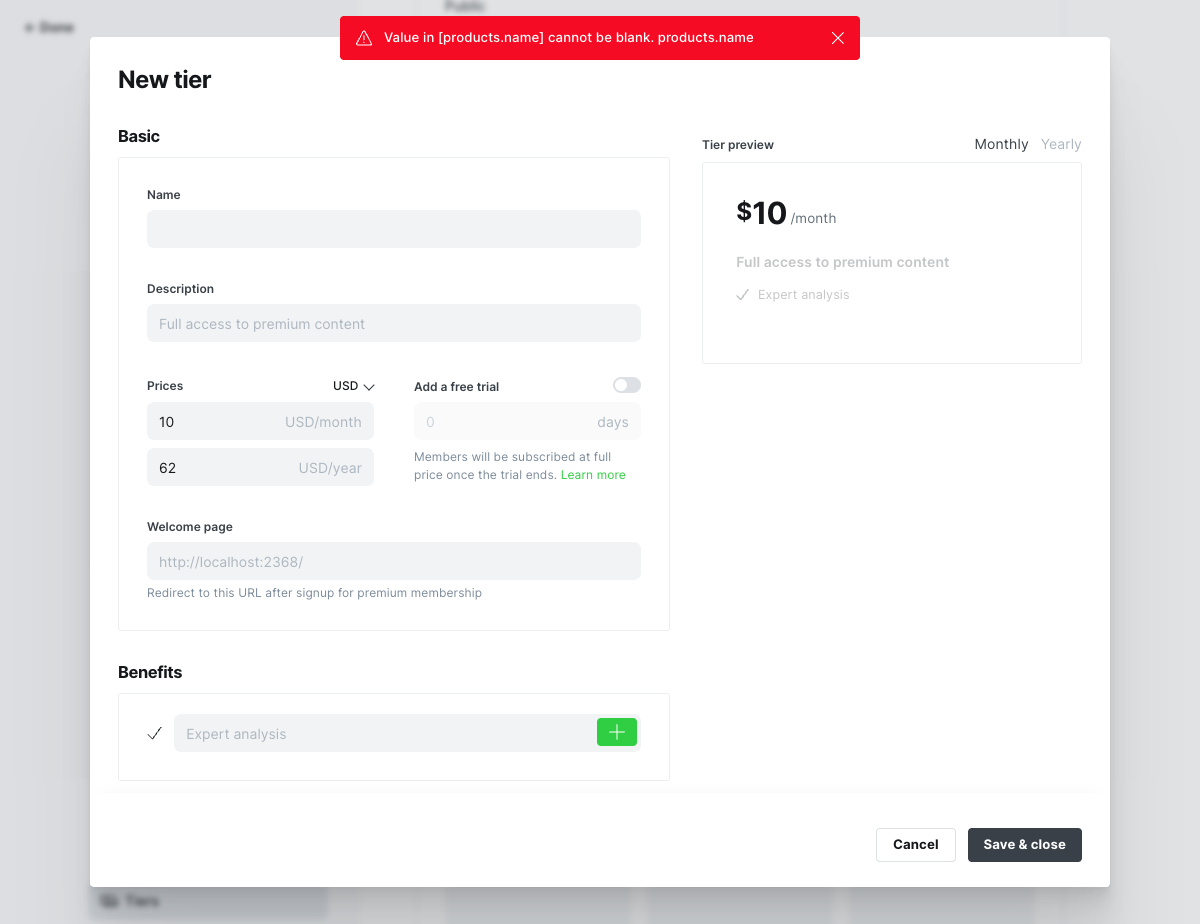 Public
← Done
Value in [products.name] cannot be blank. products.name
New tier
Basic
Name
Description
Full access to premium content
Prices
USD
10 USD/month
62 USD/year
Add a free trial
0 days
Members will be subscribed at full
price once the trial ends. Learn more
Welcome page
http://localhost:2368/
Redirect to this URL after signup for premium membership
Benefits
Expert analysis
Tier preview
Monthly Yearly
$10 /month
Full access to premium content
Expert analysis
Cancel
Save & close
Tiers